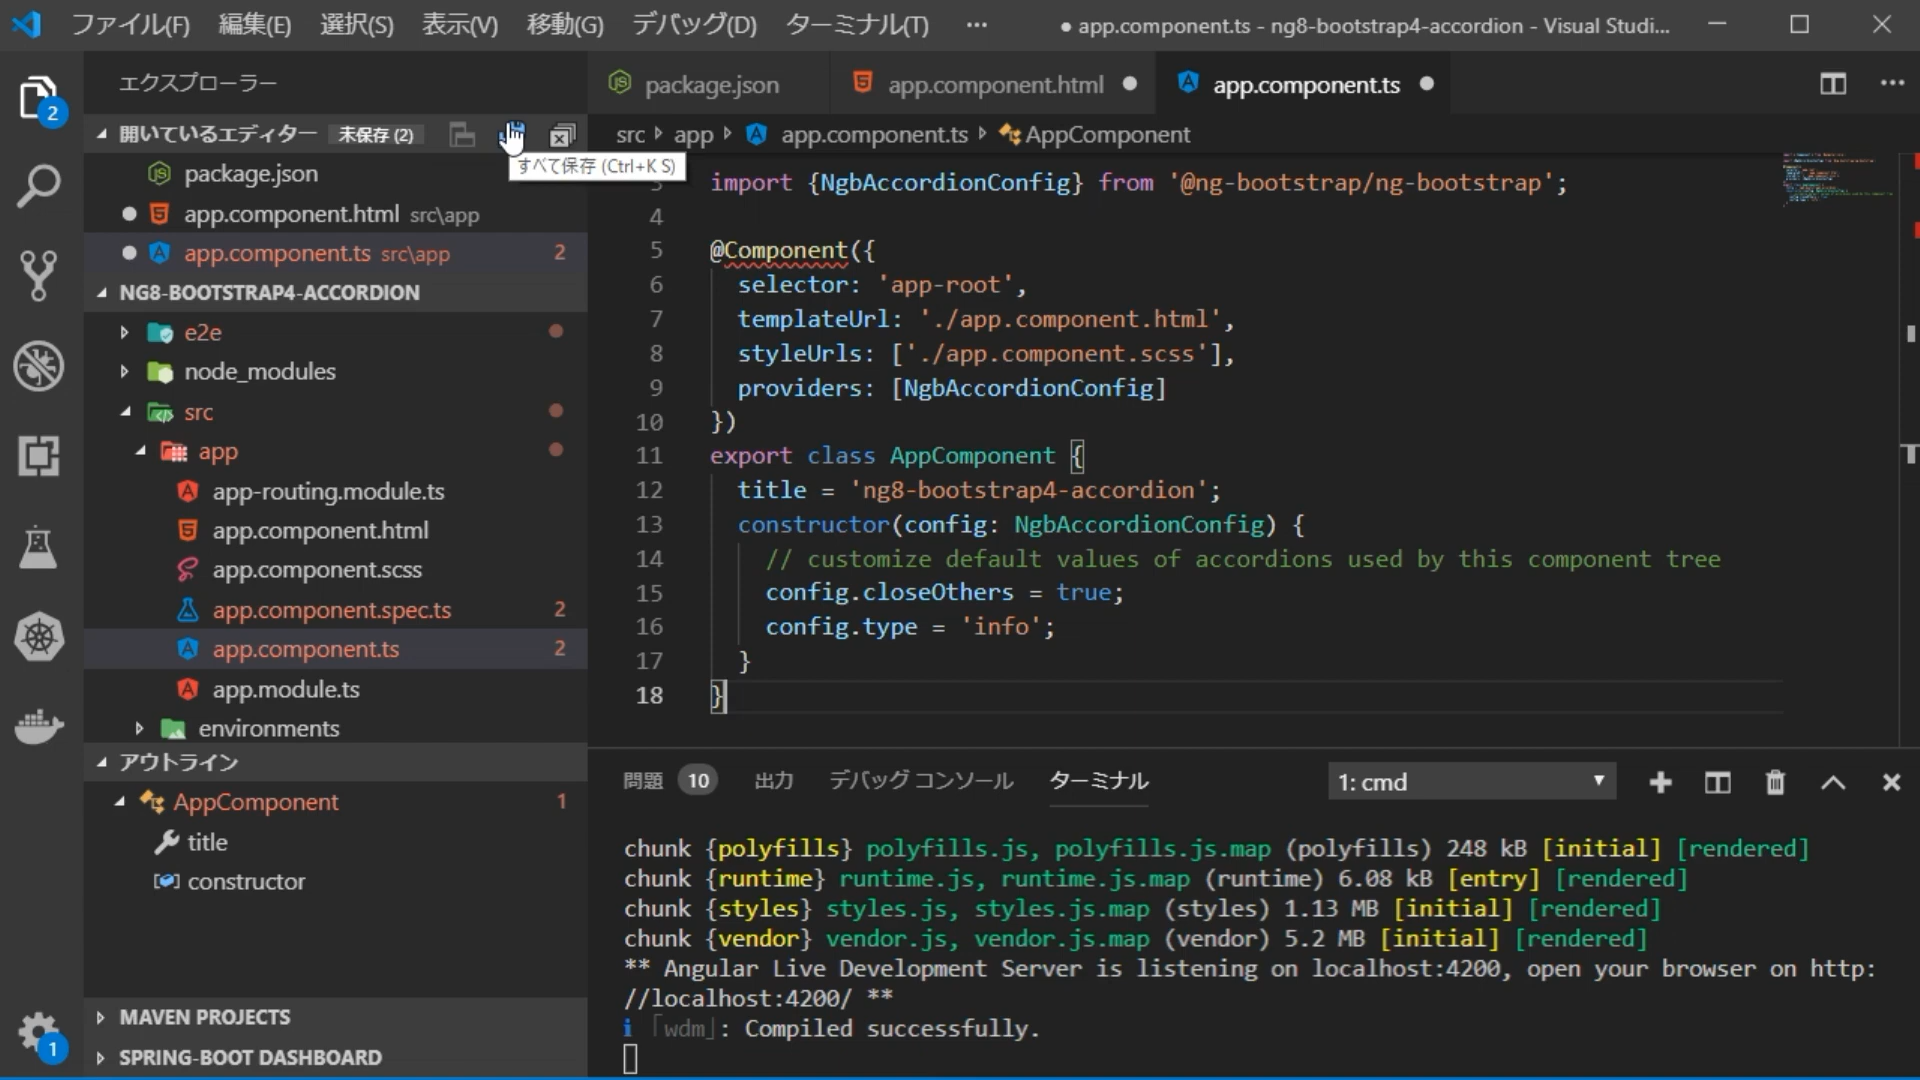 ファイル(F) 編集(E) 選択(S) 表示(V) 移動(G) デバッグ(D) ターミナル(T) ··· ● app.component.ts - ng8-bootstrap4-accordion - Visual Studi...
エクスプローラー
開いているエディター 未保存 (2)
すべて保存 (Ctrl+K S)
package.json
app.component.html src\app
app.component.ts src\app 2
NG8-BOOTSTRAP4-ACCORDION
e2e
node_modules
src
app
app-routing.module.ts
app.component.html
app.component.scss
app.component.spec.ts 2
app.component.ts 2
app.module.ts
environments
アウトライン
AppComponent 1
title
constructor
MAVEN PROJECTS
SPRING-BOOT DASHBOARD
2
1
package.json app.component.html ● app.component.ts ●
src app app.component.ts AppComponent
3 import {NgbAccordionConfig} from '@ng-bootstrap/ng-bootstrap';
4
5 @Component({
6 selector: 'app-root',
7 templateUrl: './app.component.html',
8 styleUrls: ['./app.component.scss'],
9 providers: [NgbAccordionConfig]
10 })
11 export class AppComponent {
12 title = 'ng8-bootstrap4-accordion';
13 constructor(config: NgbAccordionConfig) {
14 // customize default values of accordions used by this component tree
15 config.closeOthers = true;
16 config.type = 'info';
17 }
18 }
問題 10 出力 デバッグ コンソール ターミナル 1: cmd
chunk {polyfills} polyfills.js, polyfills.js.map (polyfills) 248 kB [initial] [rendered]
chunk {runtime} runtime.js, runtime.js.map (runtime) 6.08 kB [entry] [rendered]
chunk {styles} styles.js, styles.js.map (styles) 1.13 MB [initial] [rendered]
chunk {vendor} vendor.js, vendor.js.map (vendor) 5.2 MB [initial] [rendered]
** Angular Live Development Server is listening on localhost:4200, open your browser on http:
//localhost:4200/ **
i ｢wdm｣: Compiled successfully.